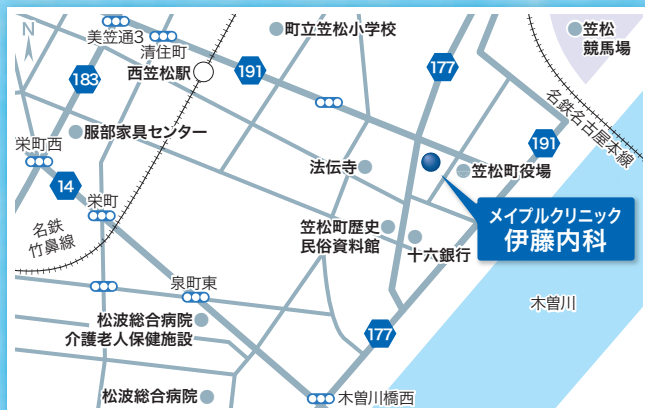 N
美笠通3
清住町
町立笠松小学校
笠松
競馬場
西笠松駅
183
191
177
名鉄名古屋本線
服部家具センター
栄町西
191
14
法伝寺
笠松町役場
栄町
メイプルクリニック
伊藤内科
名鉄
竹鼻線
笠松町歴史
民俗資料館
十六銀行
泉町東
木曽川
松波総合病院
介護老人保健施設
177
松波総合病院
木曽川橋西